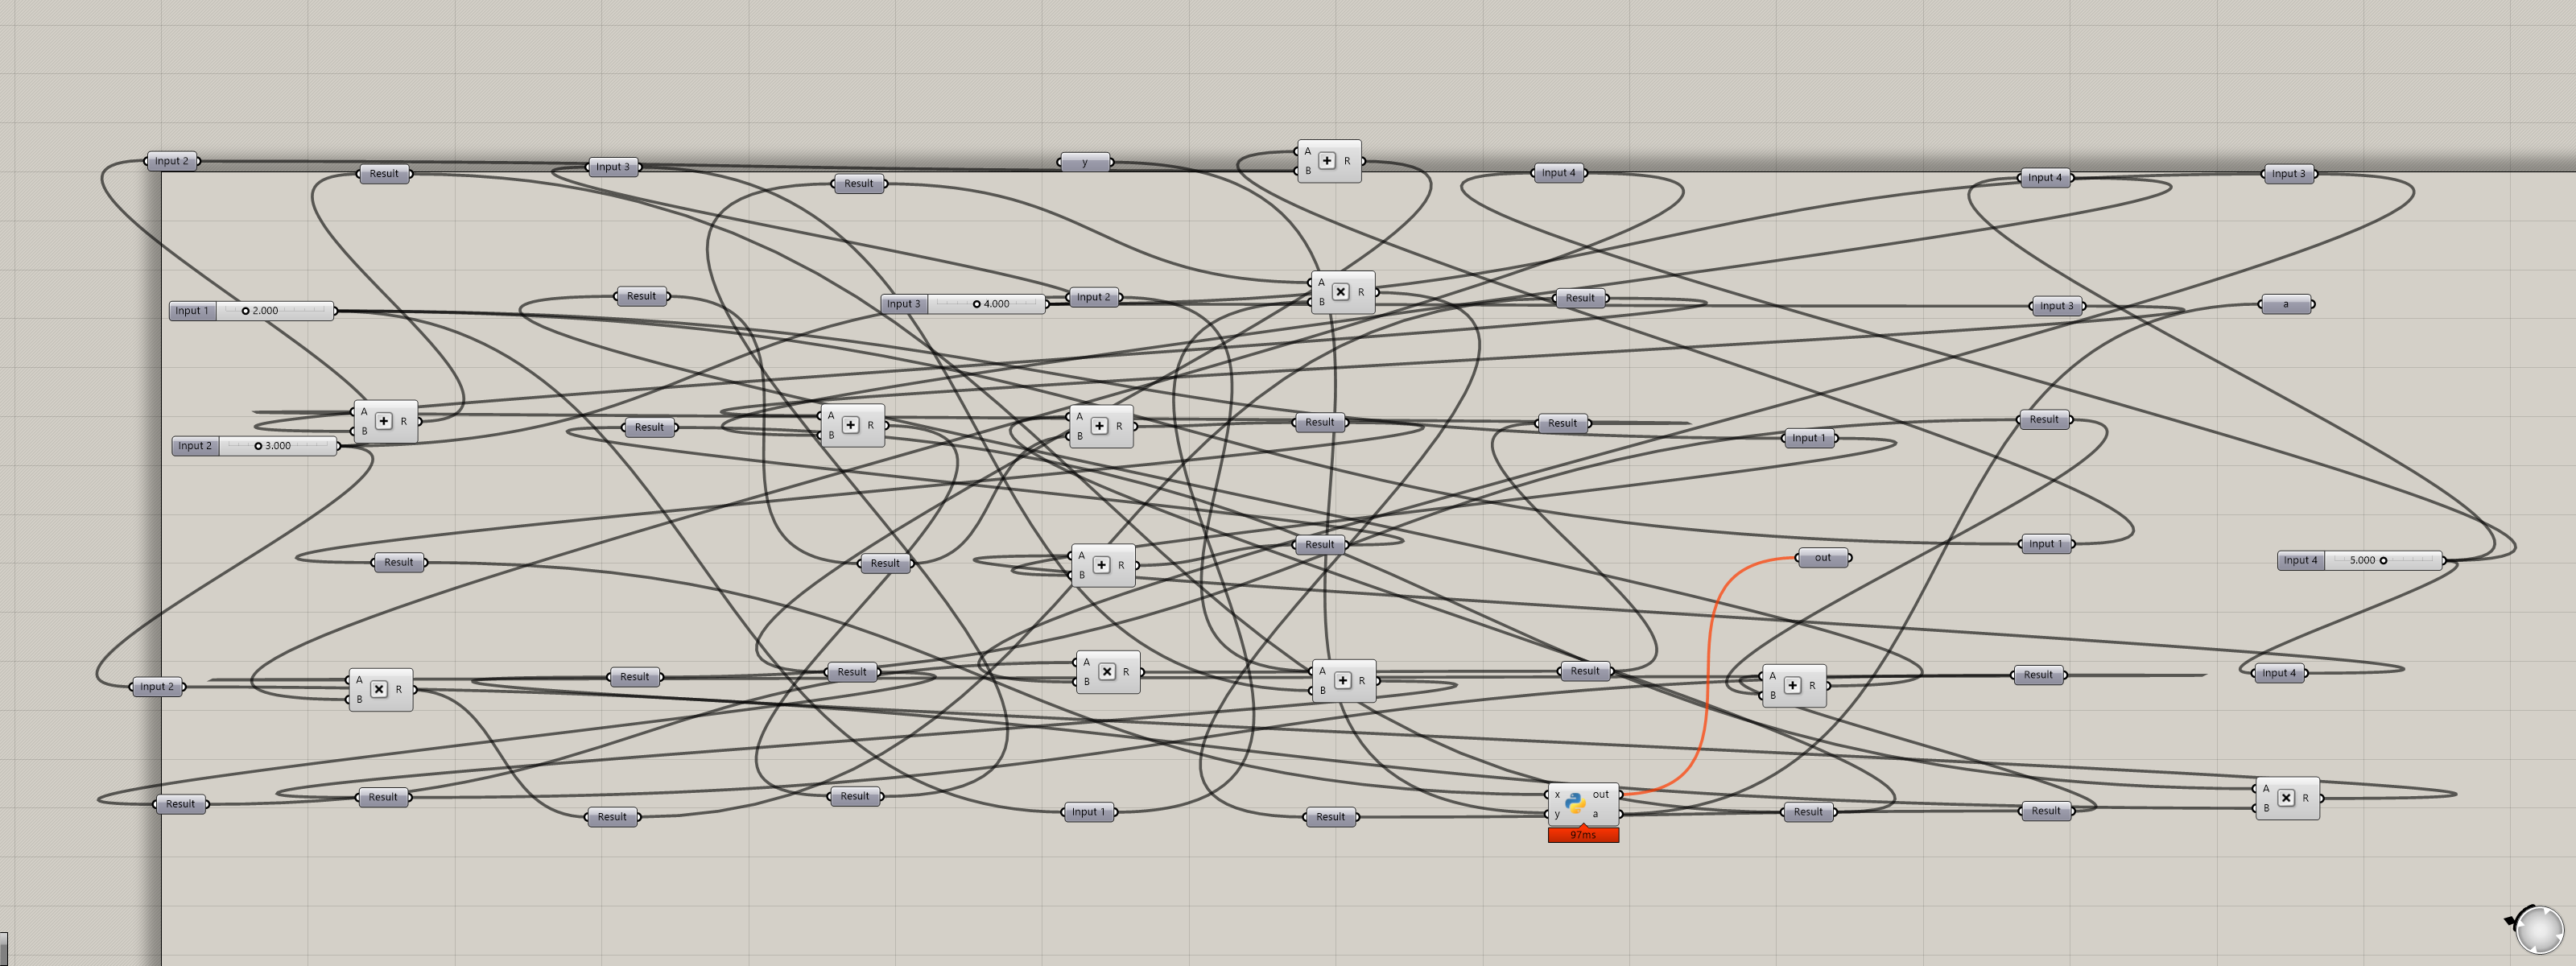 Input 2
Result
Input 3
Result
y
A
B
R
Input 4
Input 4
Input 3
Input 1 2.000
Result
Input 3 4.000
Input 2
A
B
R
Result
Input 3
a
A
B
R
Input 2 3.000
Result
A
B
R
A
B
R
Result
Result
Input 1
Result
Result
Result
A
B
R
Result
out
Input 1
Input 4 5.000
Input 2
A
B
R
Result
Result
A
B
R
A
B
R
Result
A
B
R
Result
Input 4
Result
Result
Result
Result
Input 1
Result
x out
y a
97ms
Result
Result
A
B
R